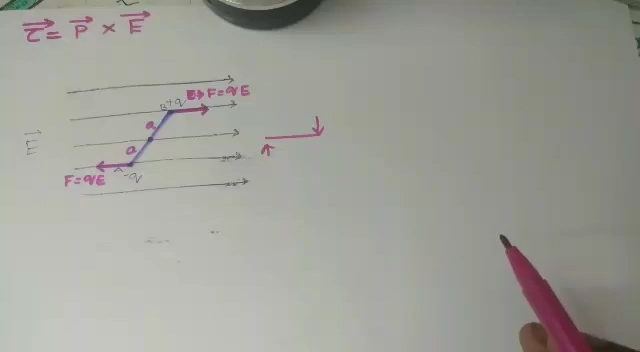 τ⃗ = P⃗ × E⃗
B +q E→ F = qE
a
E⃗
a
A -q
F = qE